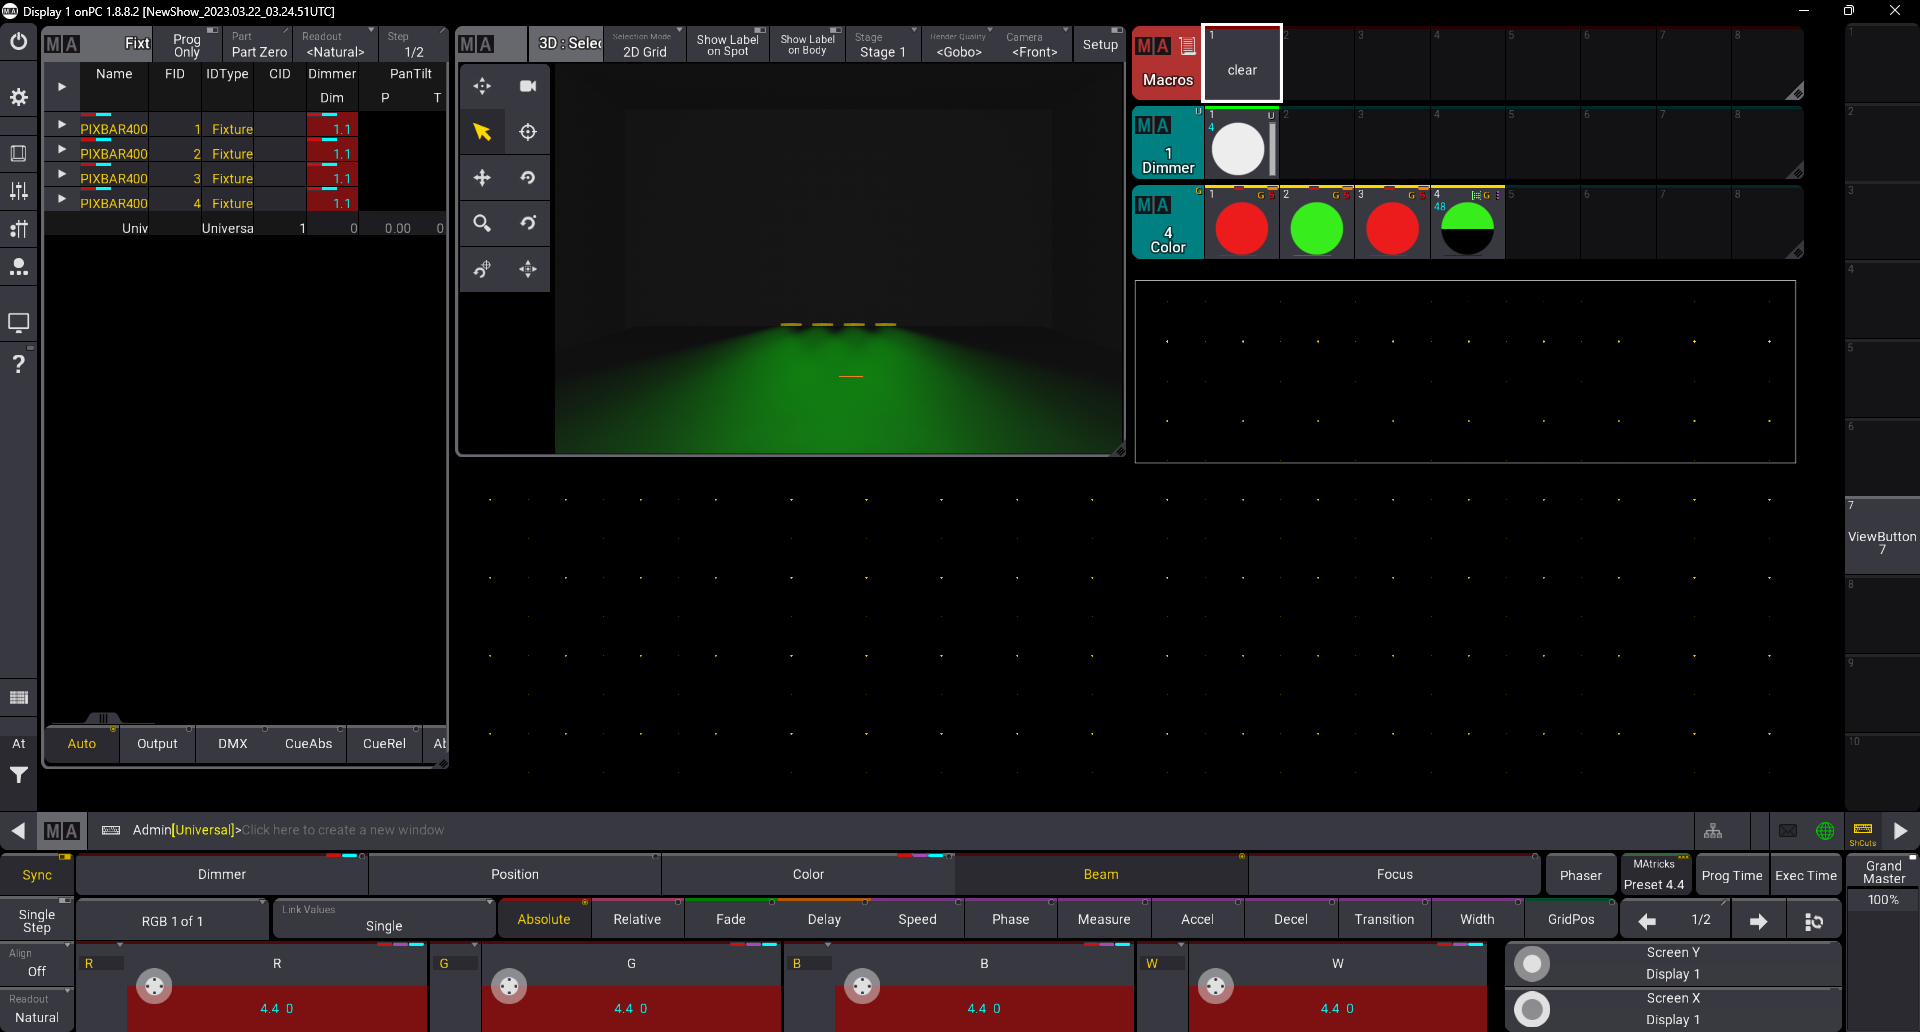 Display 1 onPC 1.8.8.2 [NewShow_2023.03.22_03.24.51UTC]
MA Fixt
Prog Only
Part
Part Zero
Readout
<Natural>
Step
1/2
Name FID IDType CID Dimmer PanTilt
Dim P T
PIXBAR400 1 Fixture 1.1
PIXBAR400 2 Fixture 1.1
PIXBAR400 3 Fixture 1.1
PIXBAR400 4 Fixture 1.1
Univ Universa 1 0 0.00 0
Auto Output DMX CueAbs CueRel Ab
MA 3D : Selec
Selection Mode
2D Grid
Show Label on Spot
Show Label on Body
Stage
Stage 1
Render Quality
<Gobo>
Camera
<Front>
Setup
MA Macros
1 clear 2 3 4 5 6 7 8
MA U
1
Dimmer
1 U 4 2 3 4 5 6 7 8
MA G
4
Color
1 G S 2 G S 3 G S 4 G 48 5 6 7 8
1
2
3
4
5
6
7
ViewButton
7
8
9
10
?
At
MA Admin[Universal]>Click here to create a new window
ShCuts
Sync Dimmer Position Color Beam Focus Phaser
MAtricks
Preset 4.4
Prog Time Exec Time
Grand Master
100%
Single Step
RGB 1 of 1
Link Values
Single
Absolute Relative Fade Delay Speed Phase Measure Accel Decel Transition Width GridPos 1/2
Align
Off
Readout
Natural
R R
4.4 0
G G
4.4 0
B B
4.4 0
W W
4.4 0
Screen Y
Display 1
Screen X
Display 1